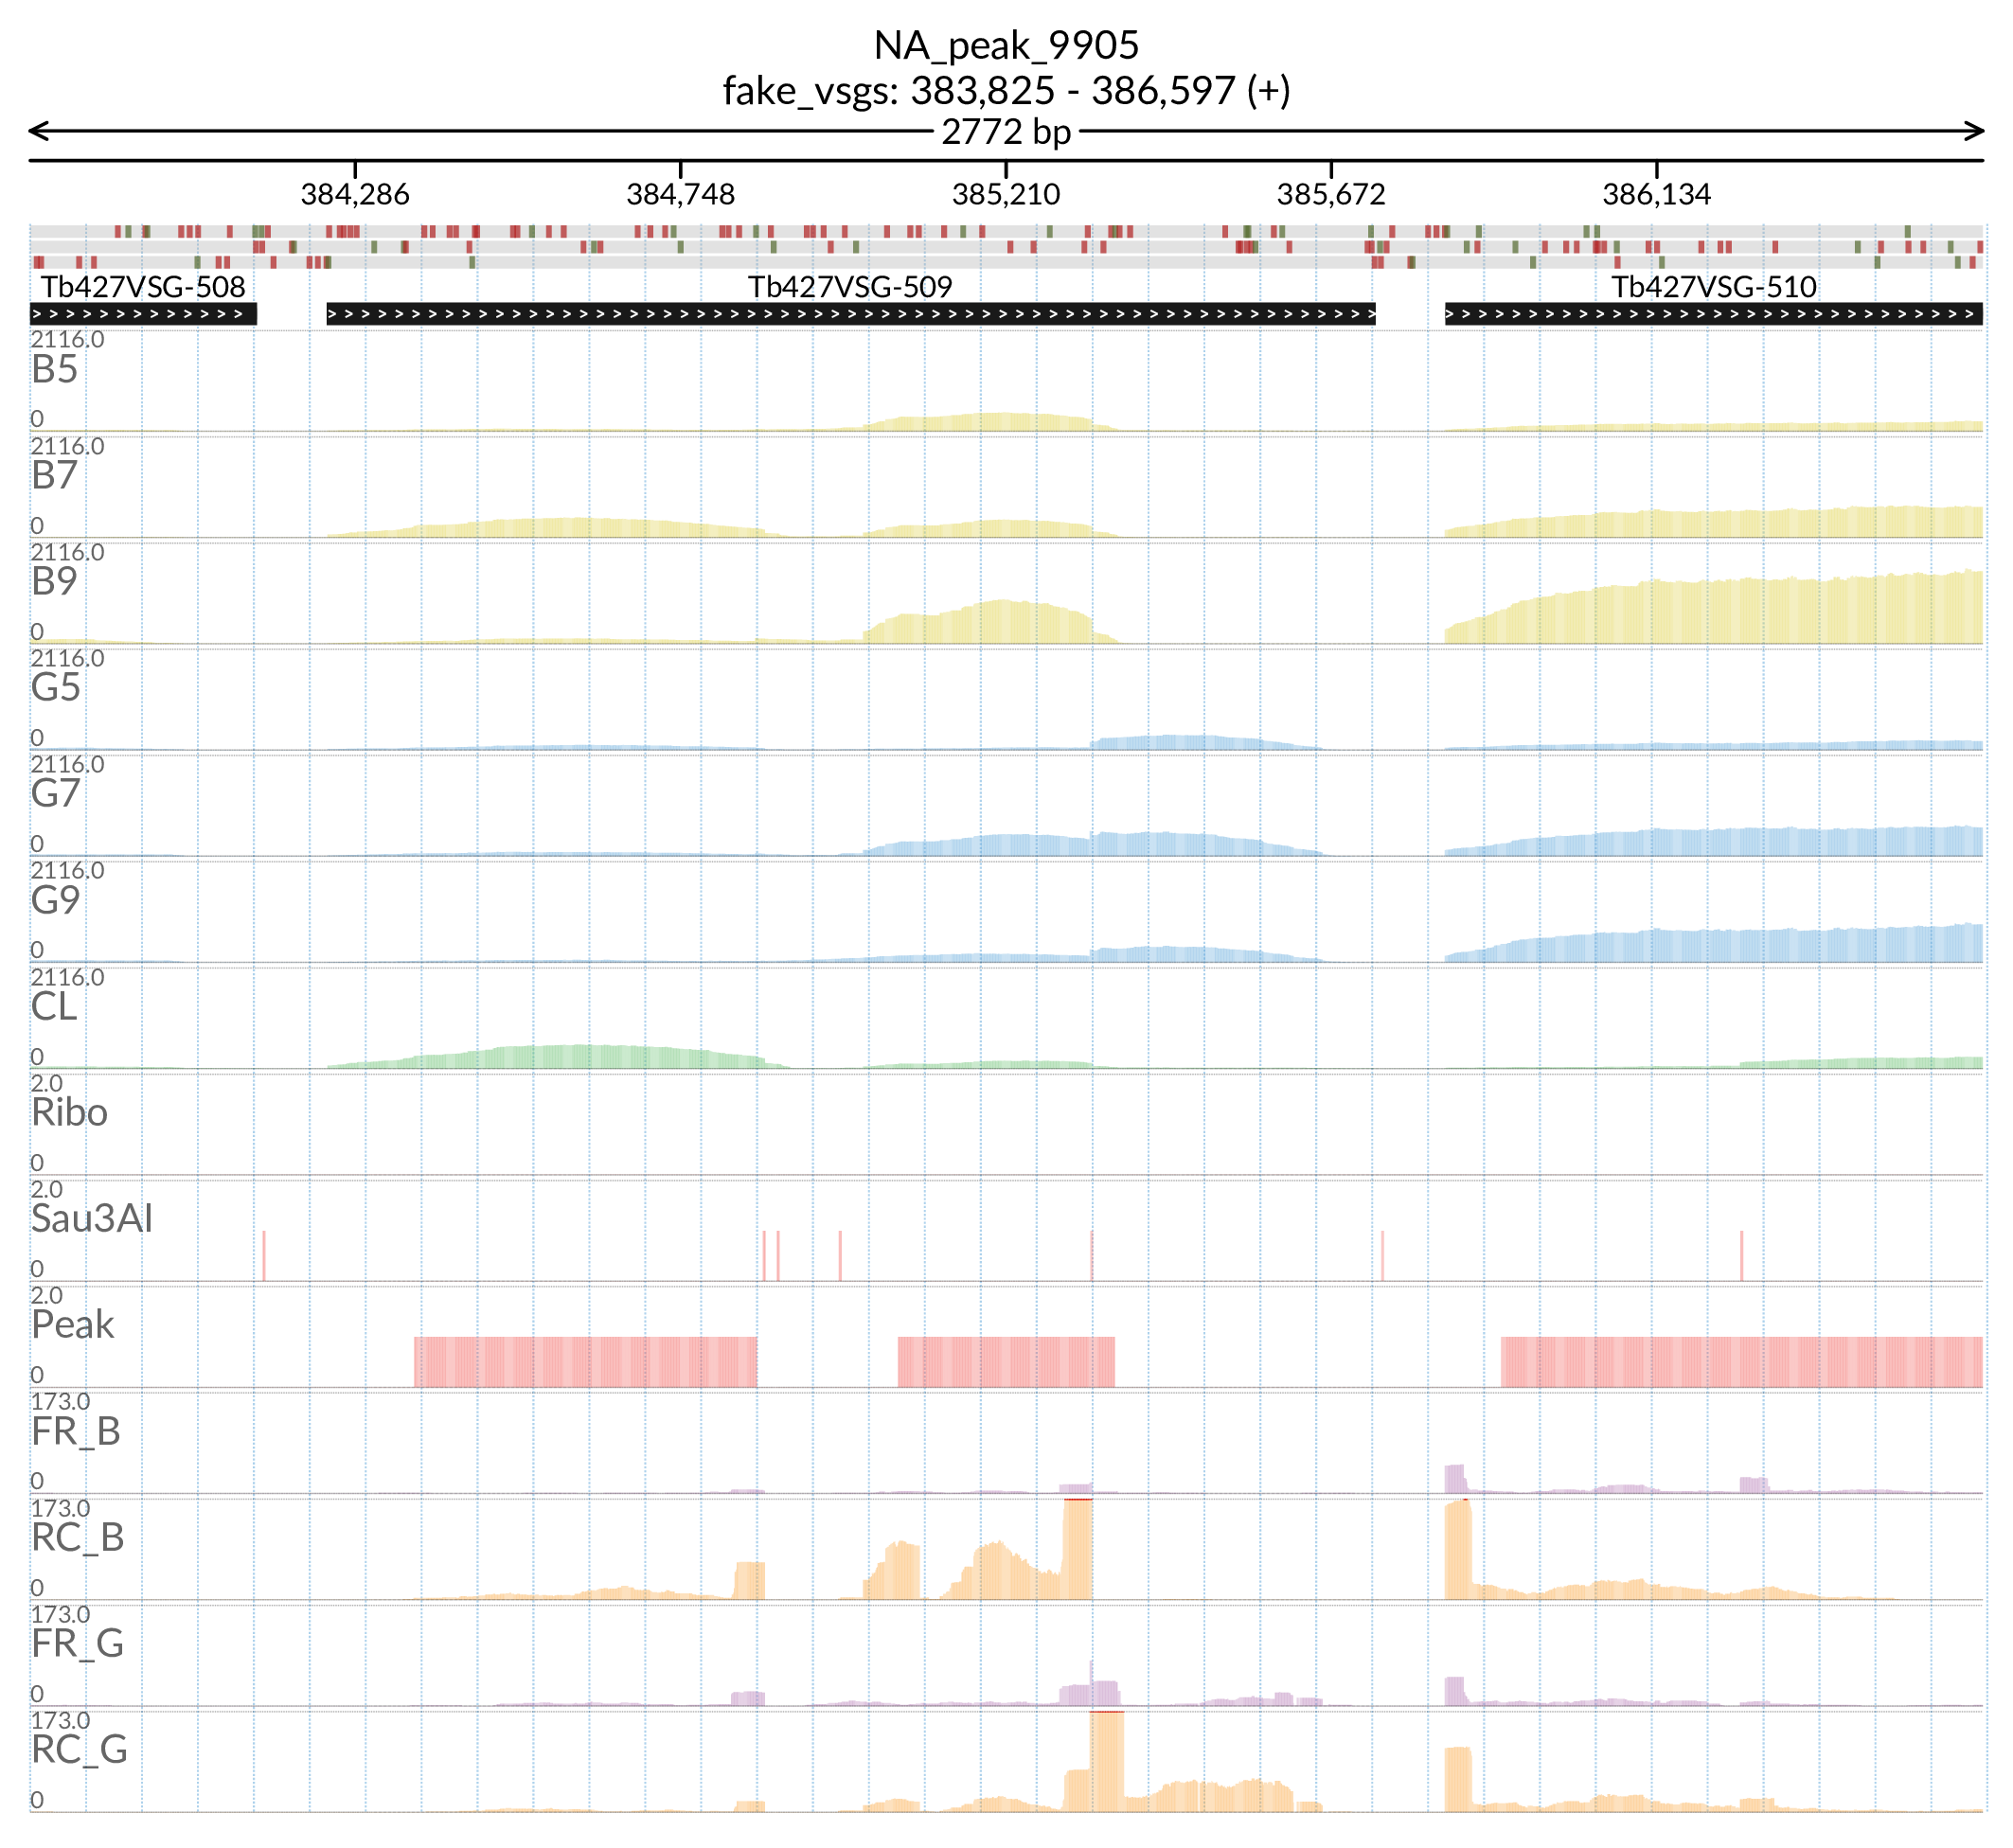 NA_peak_9905
fake_vsgs: 383,825 - 386,597 (+)
2772 bp
384,286 384,748 385,210 385,672 386,134
Tb427VSG-508 Tb427VSG-509 Tb427VSG-510
2116.0
B5
0
2116.0
B7
0
2116.0
B9
0
2116.0
G5
0
2116.0
G7
0
2116.0
G9
0
2116.0
CL
0
2.0
Ribo
0
2.0
Sau3AI
0
2.0
Peak
0
173.0
FR_B
0
173.0
RC_B
0
173.0
FR_G
0
173.0
RC_G
0